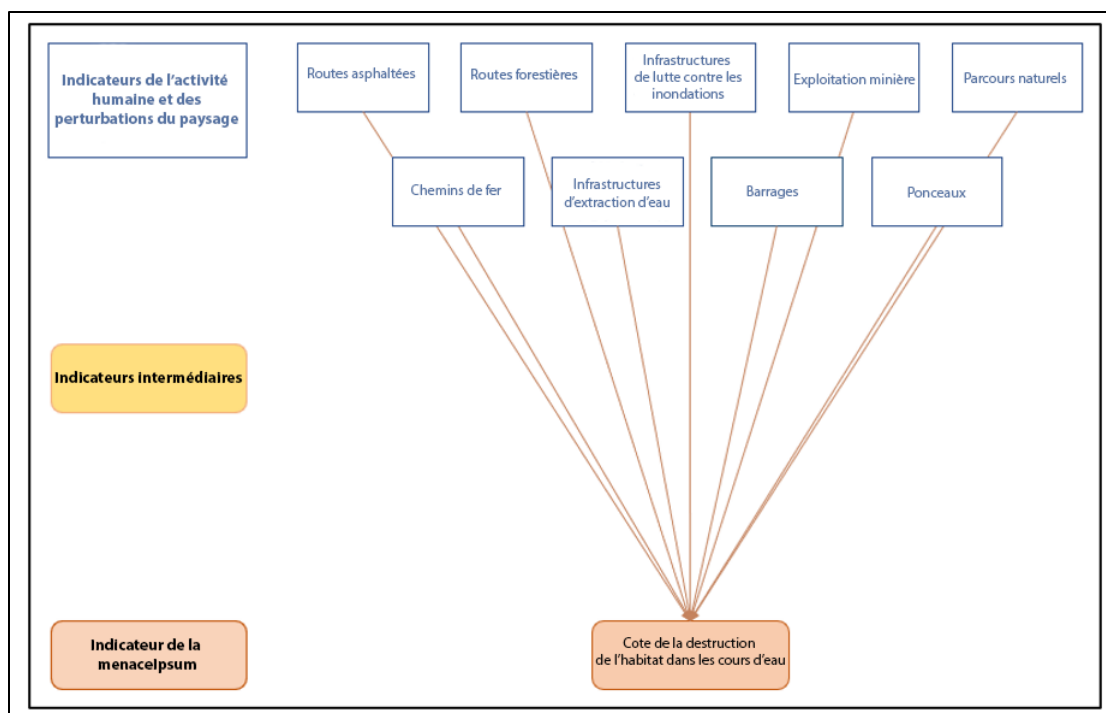 Indicateurs de l'activité
humaine et des
perturbations du paysage
Routes asphaltées
Routes forestières
Infrastructures
de lutte contre les
inondations
Exploitation minière
Parcours naturels
Chemins de fer
Infrastructures
d'extraction d'eau
Barrages
Ponceaux
Indicateurs intermédiaires
Indicateur de la
menaceIpsum
Cote de la destruction
de l'habitat dans les cours d'eau